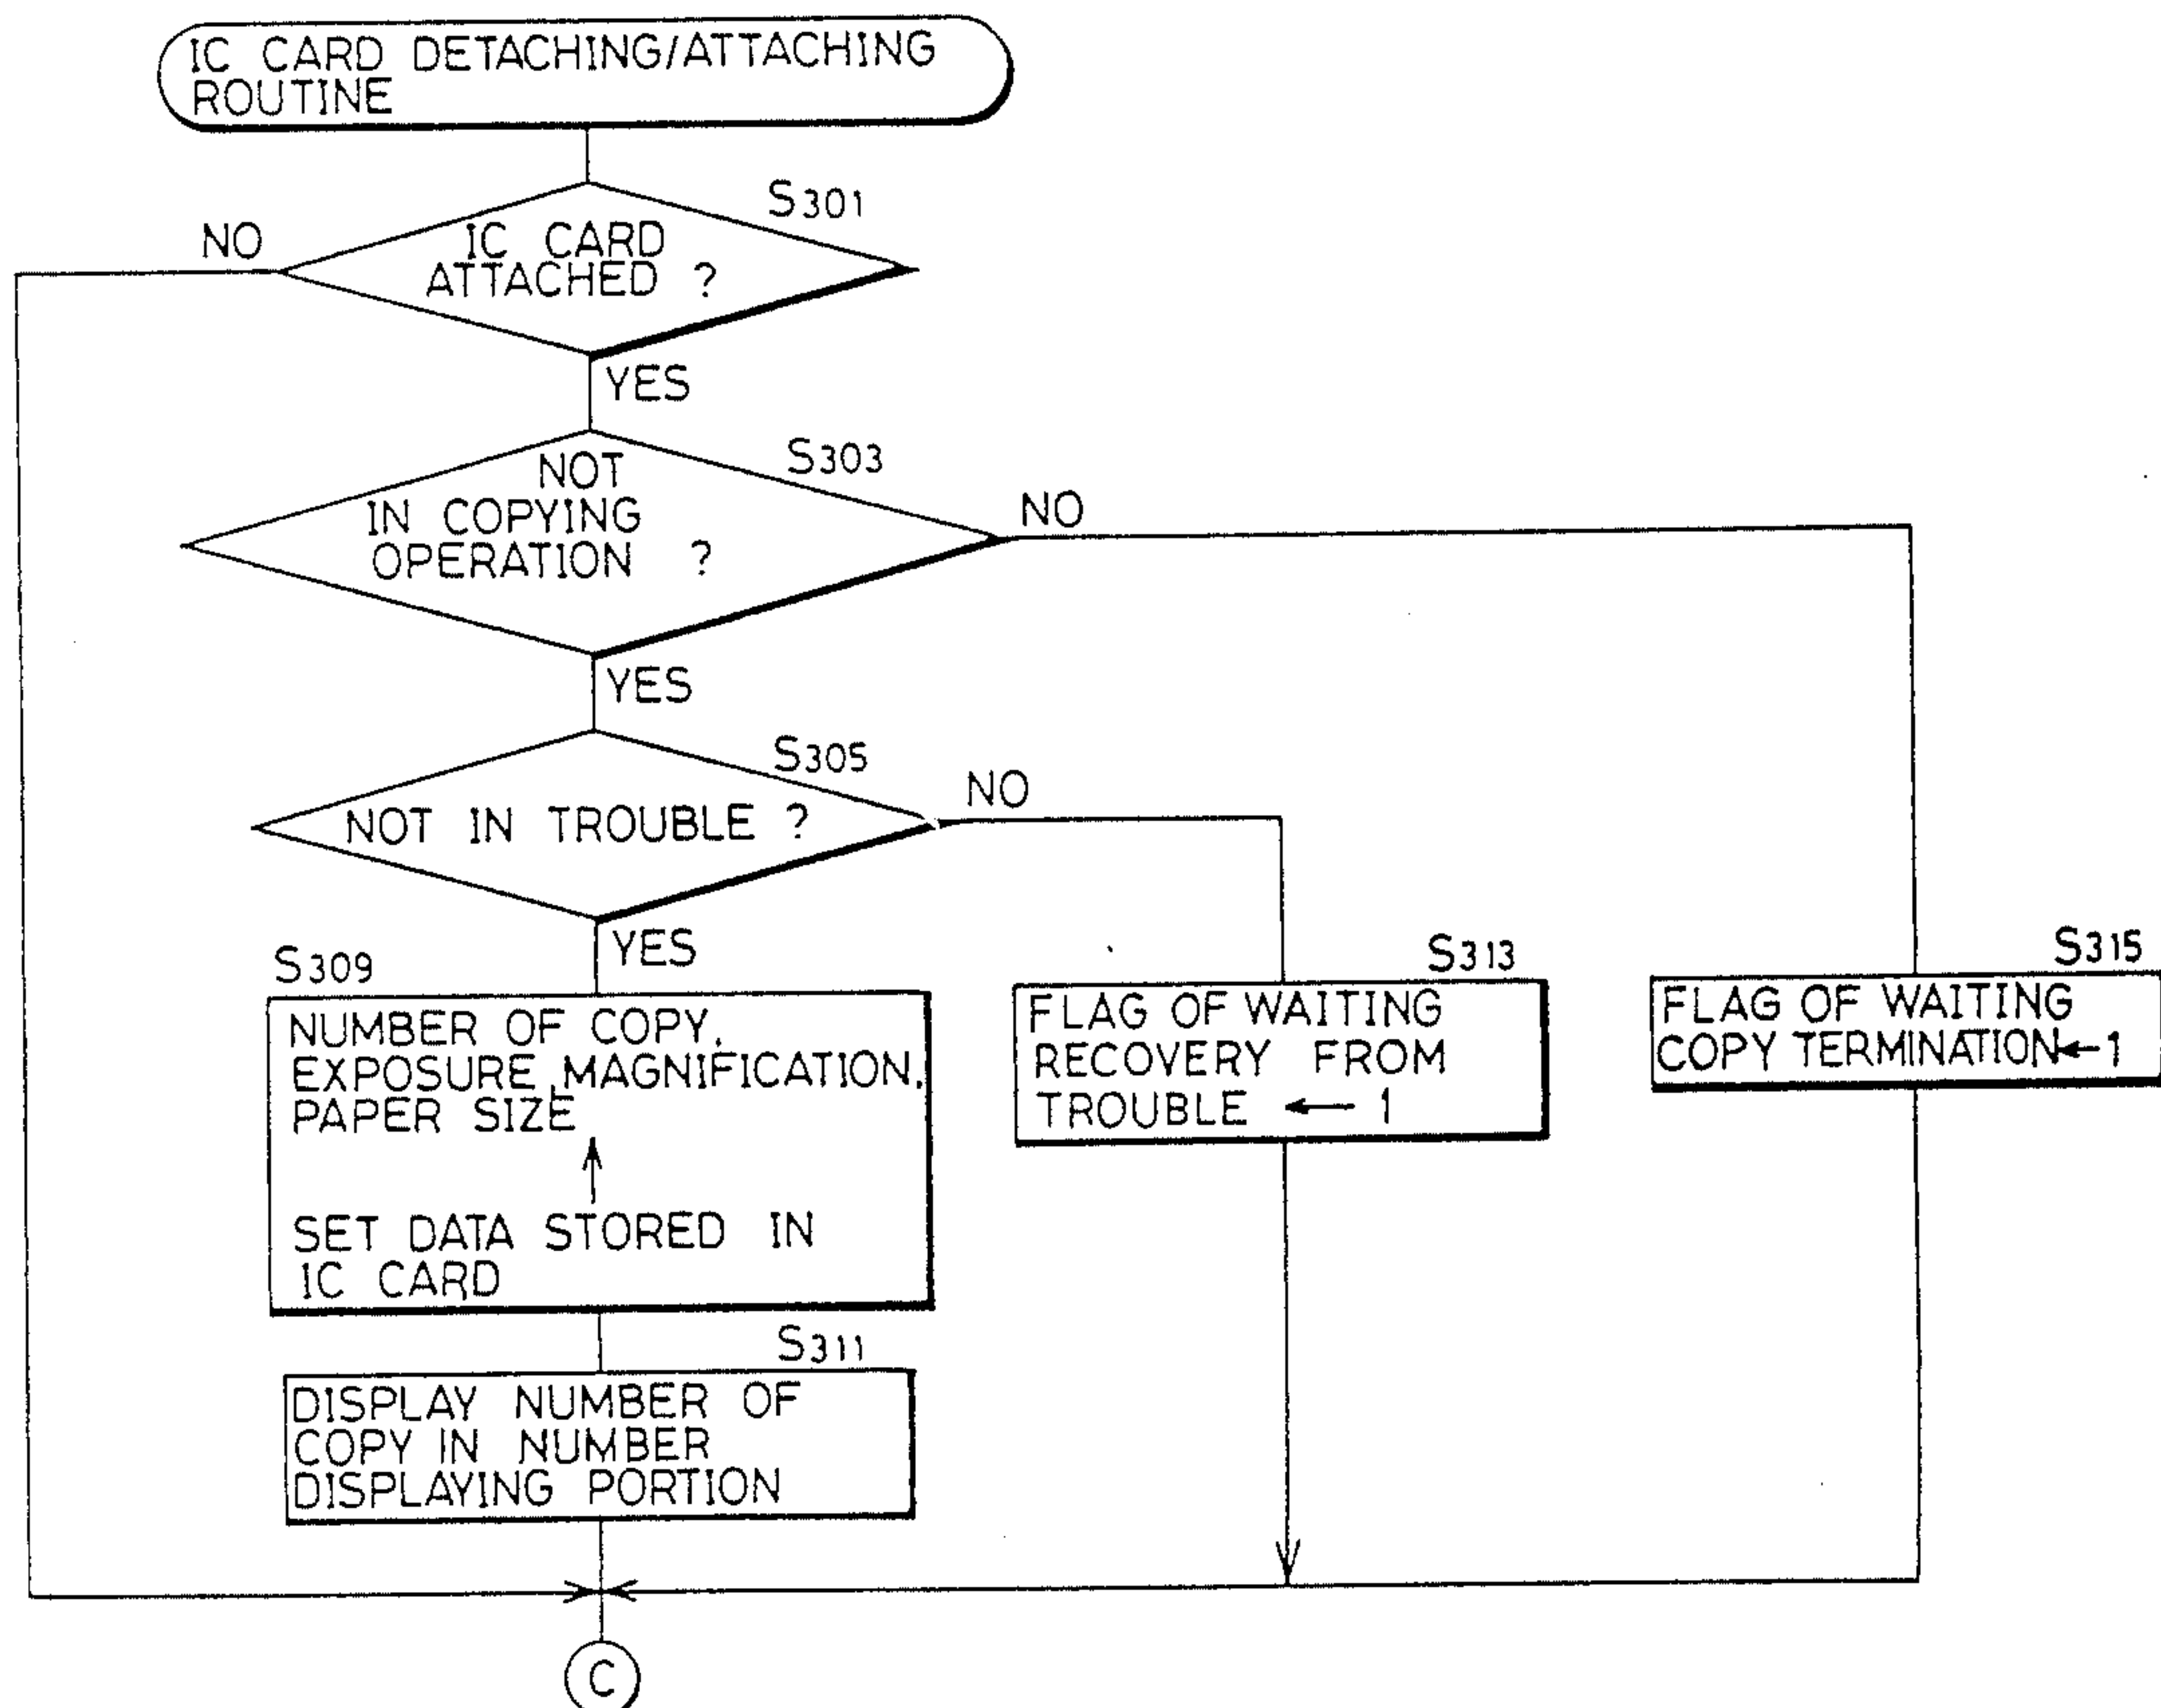 IC CARD DETACHING/ATTACHING
ROUTINE
S301
NO
IC CARD
ATTACHED ?
YES
S303
NOT
IN COPYING
OPERATION ?
NO
YES
S305
NOT IN TROUBLE ?
NO
YES
S309
NUMBER OF COPY,
EXPOSURE, MAGNIFICATION,
PAPER SIZE
↑
SET DATA STORED IN
IC CARD
S313
FLAG OF WAITING
RECOVERY FROM
TROUBLE ← 1
S315
FLAG OF WAITING
COPY TERMINATION←1
S311
DISPLAY NUMBER OF
COPY IN NUMBER
DISPLAYING PORTION
C